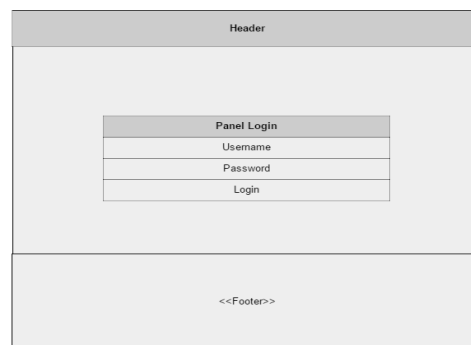 Header
Panel Login
Username
Password
Login
<<Footer>>